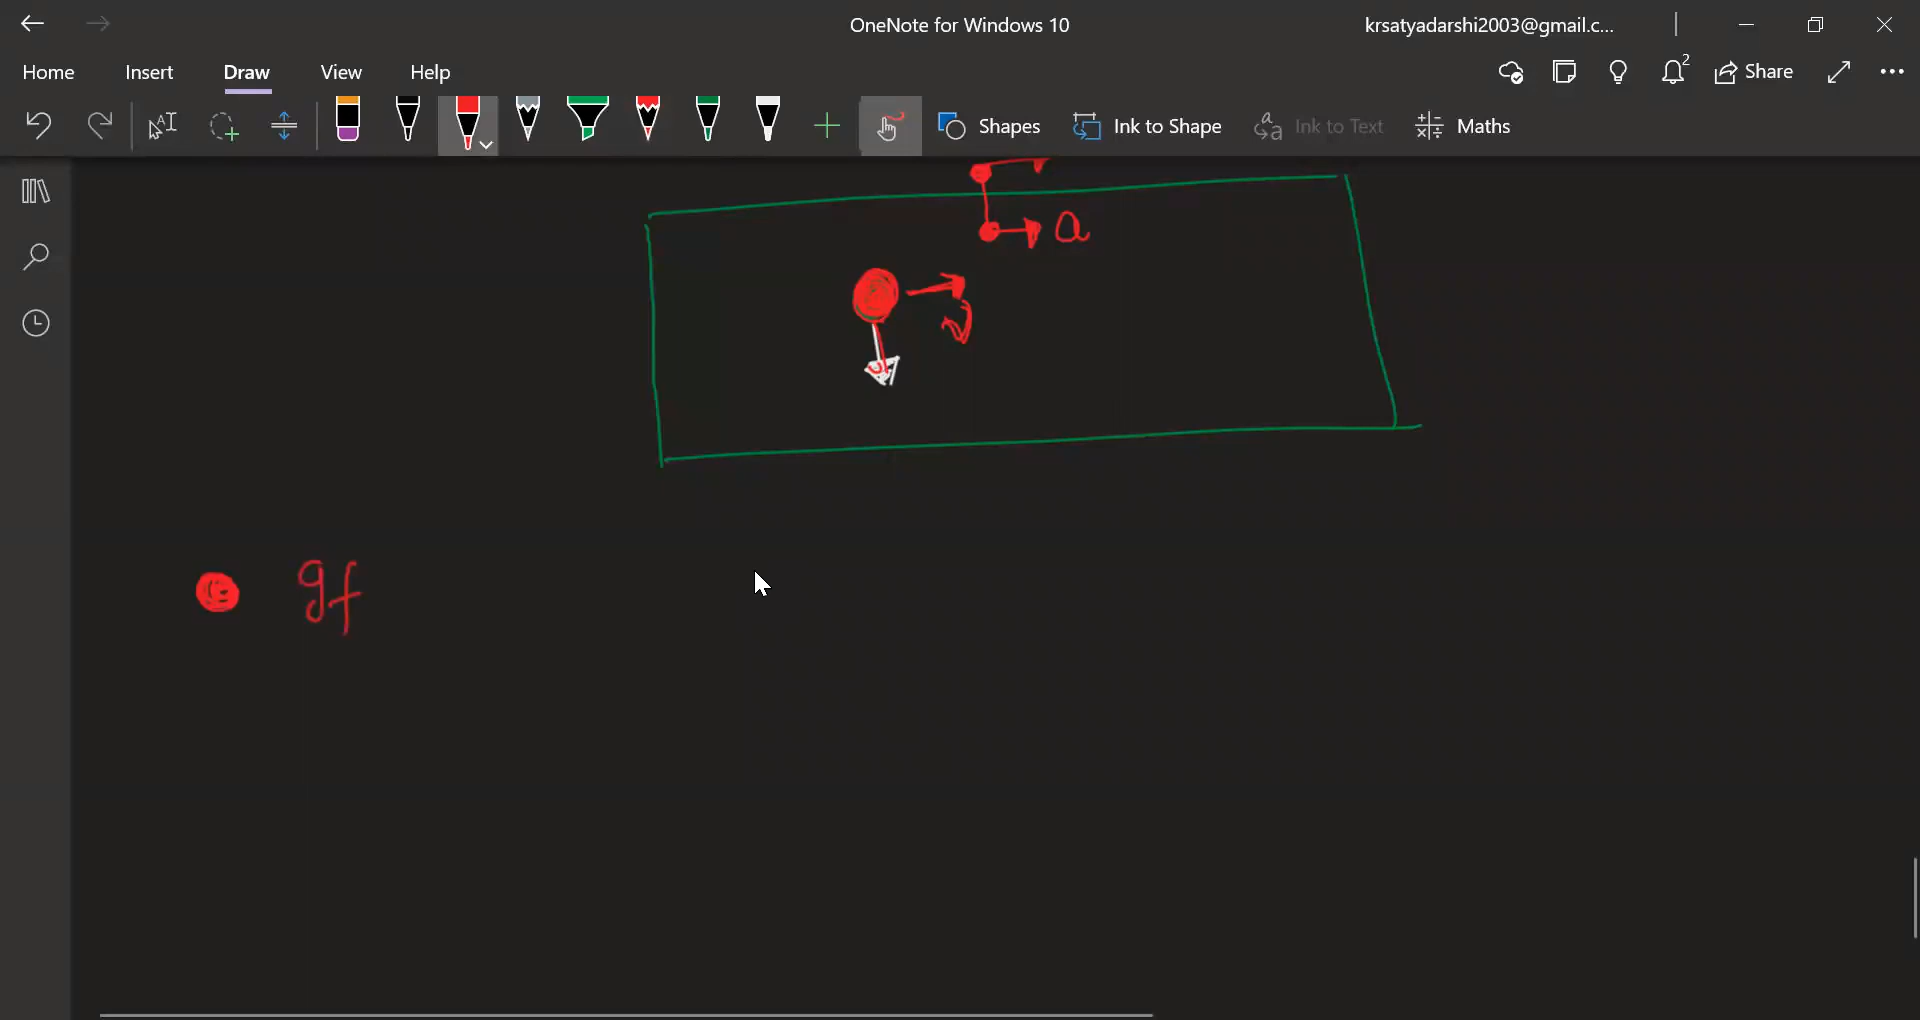 OneNote for Windows 10
krsatyadarshi2003@gmail.c...
Home Insert Draw View Help
2
Share
Shapes
Ink to Shape
Ink to Text
Maths
a
gf